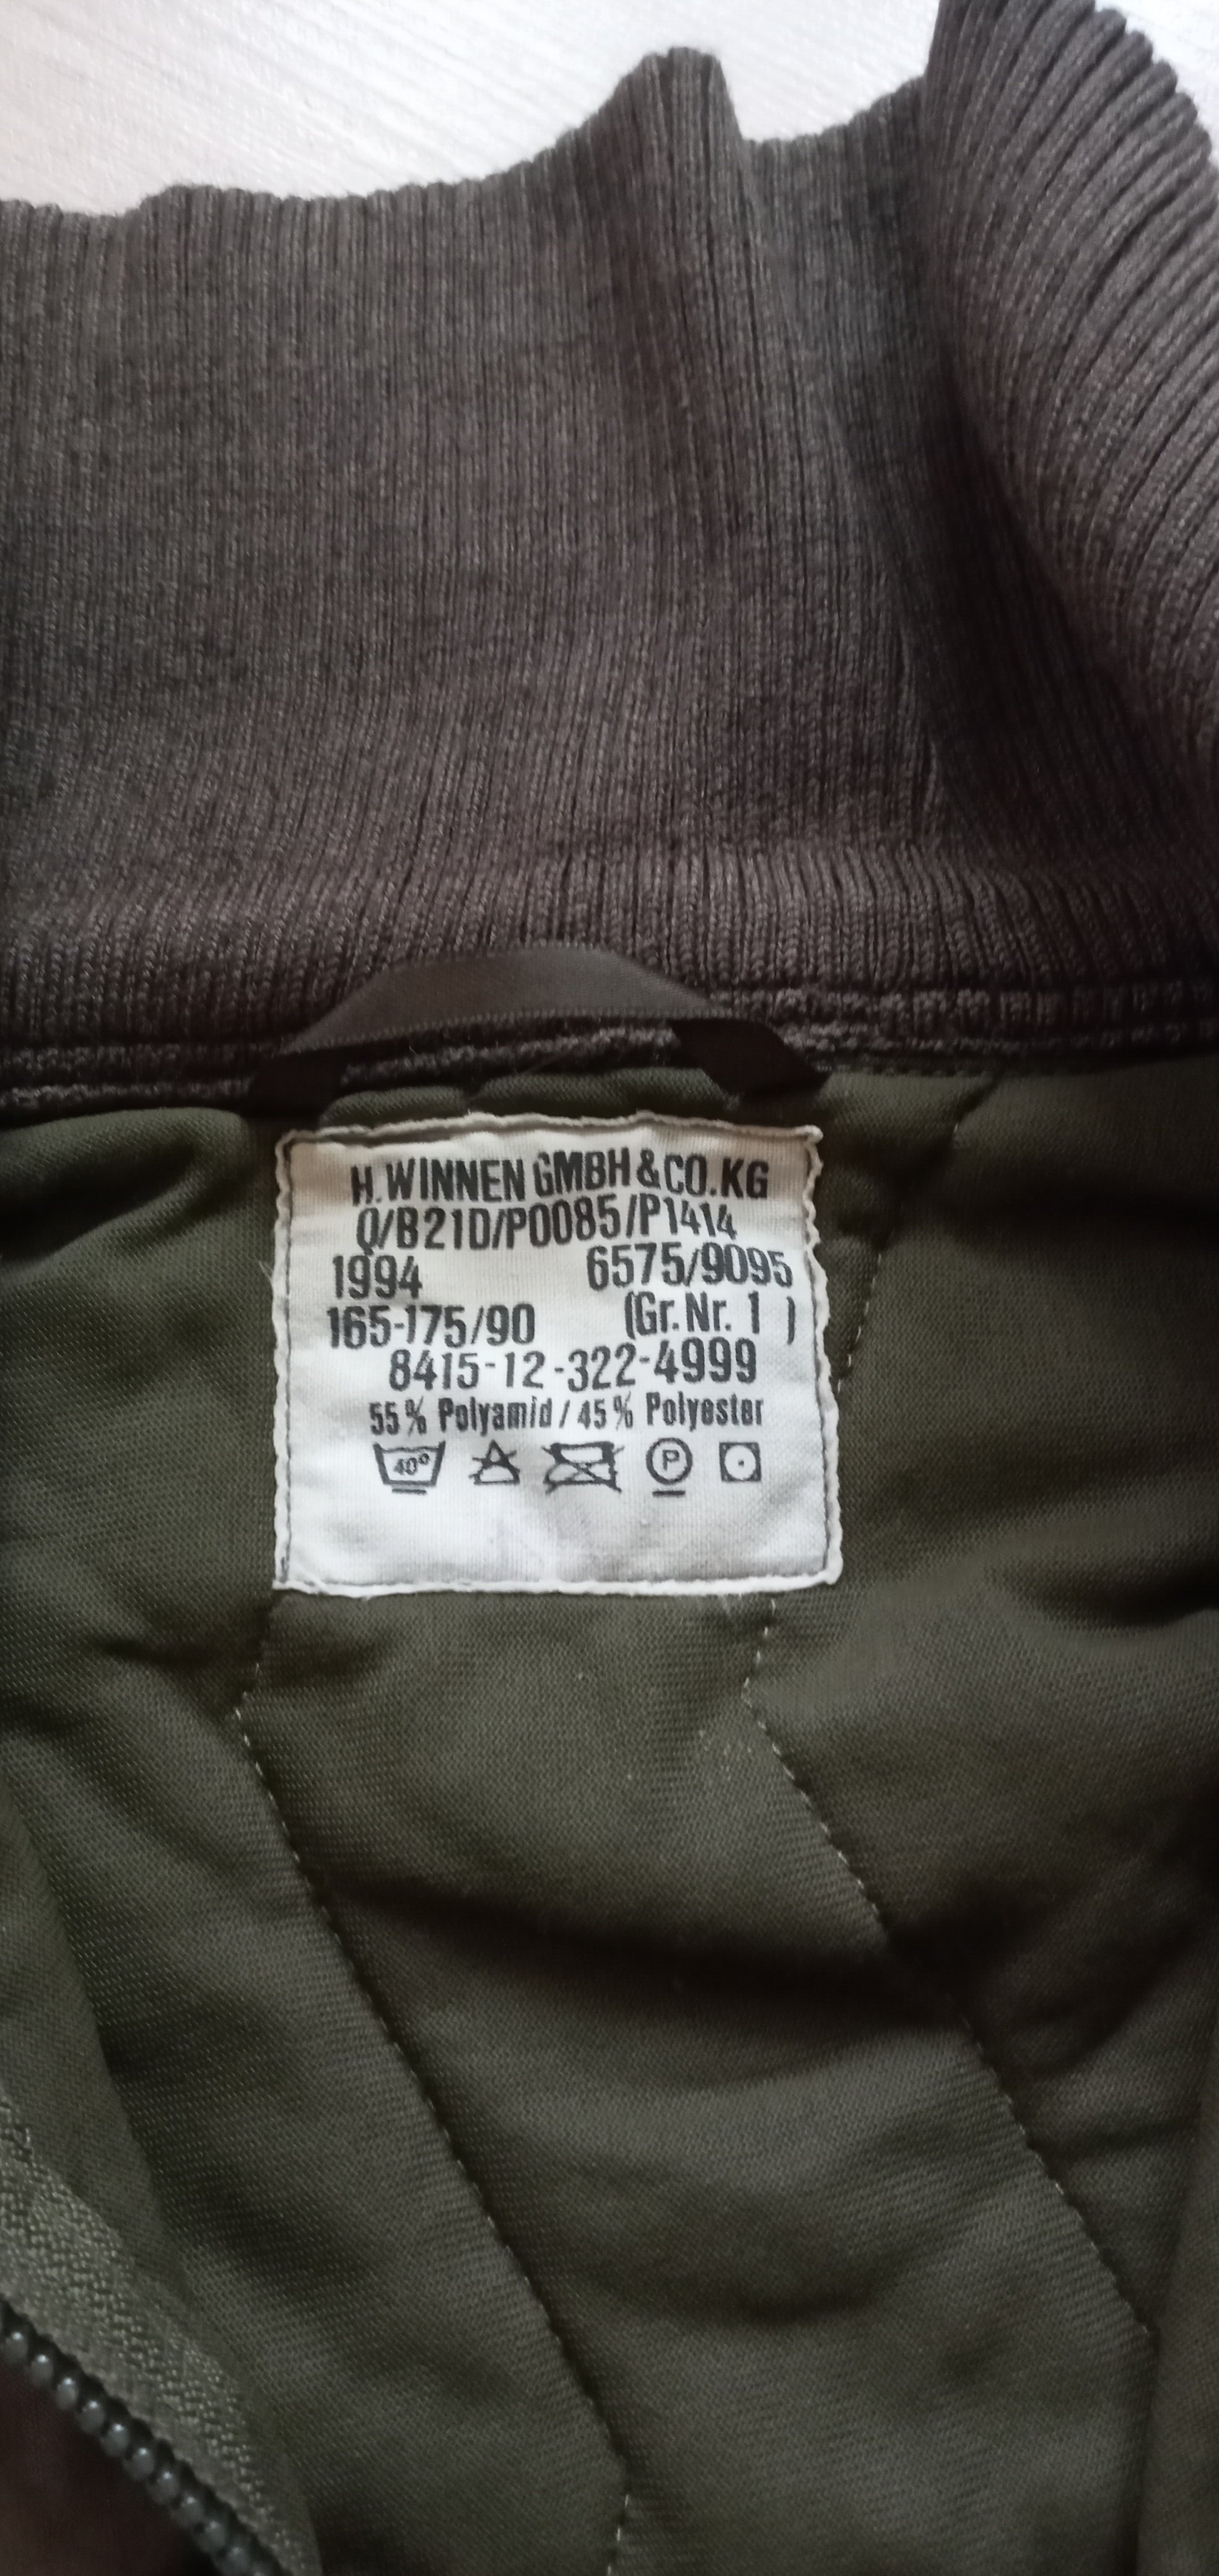 H. WINNEN GMBH & CO. KG
Q/B21D/P0085/P1414
1994 6575/9095
165-175/90 (Gr. Nr. 1 )
8415-12-322-4999
55% Polyamid / 45% Polyester
40° P